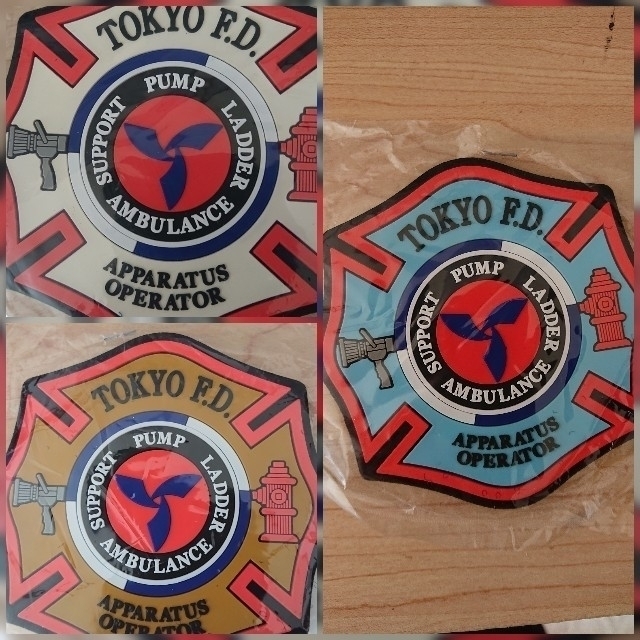 TOKYO F.D.
SUPPORT PUMP LADDER
AMBULANCE
APPARATUS
OPERATOR
TOKYO F.D.
SUPPORT PUMP LADDER
AMBULANCE
APPARATUS
OPERATOR
TOKYO F.D.
SUPPORT PUMP LADDER
AMBULANCE
APPARATUS
OPERATOR